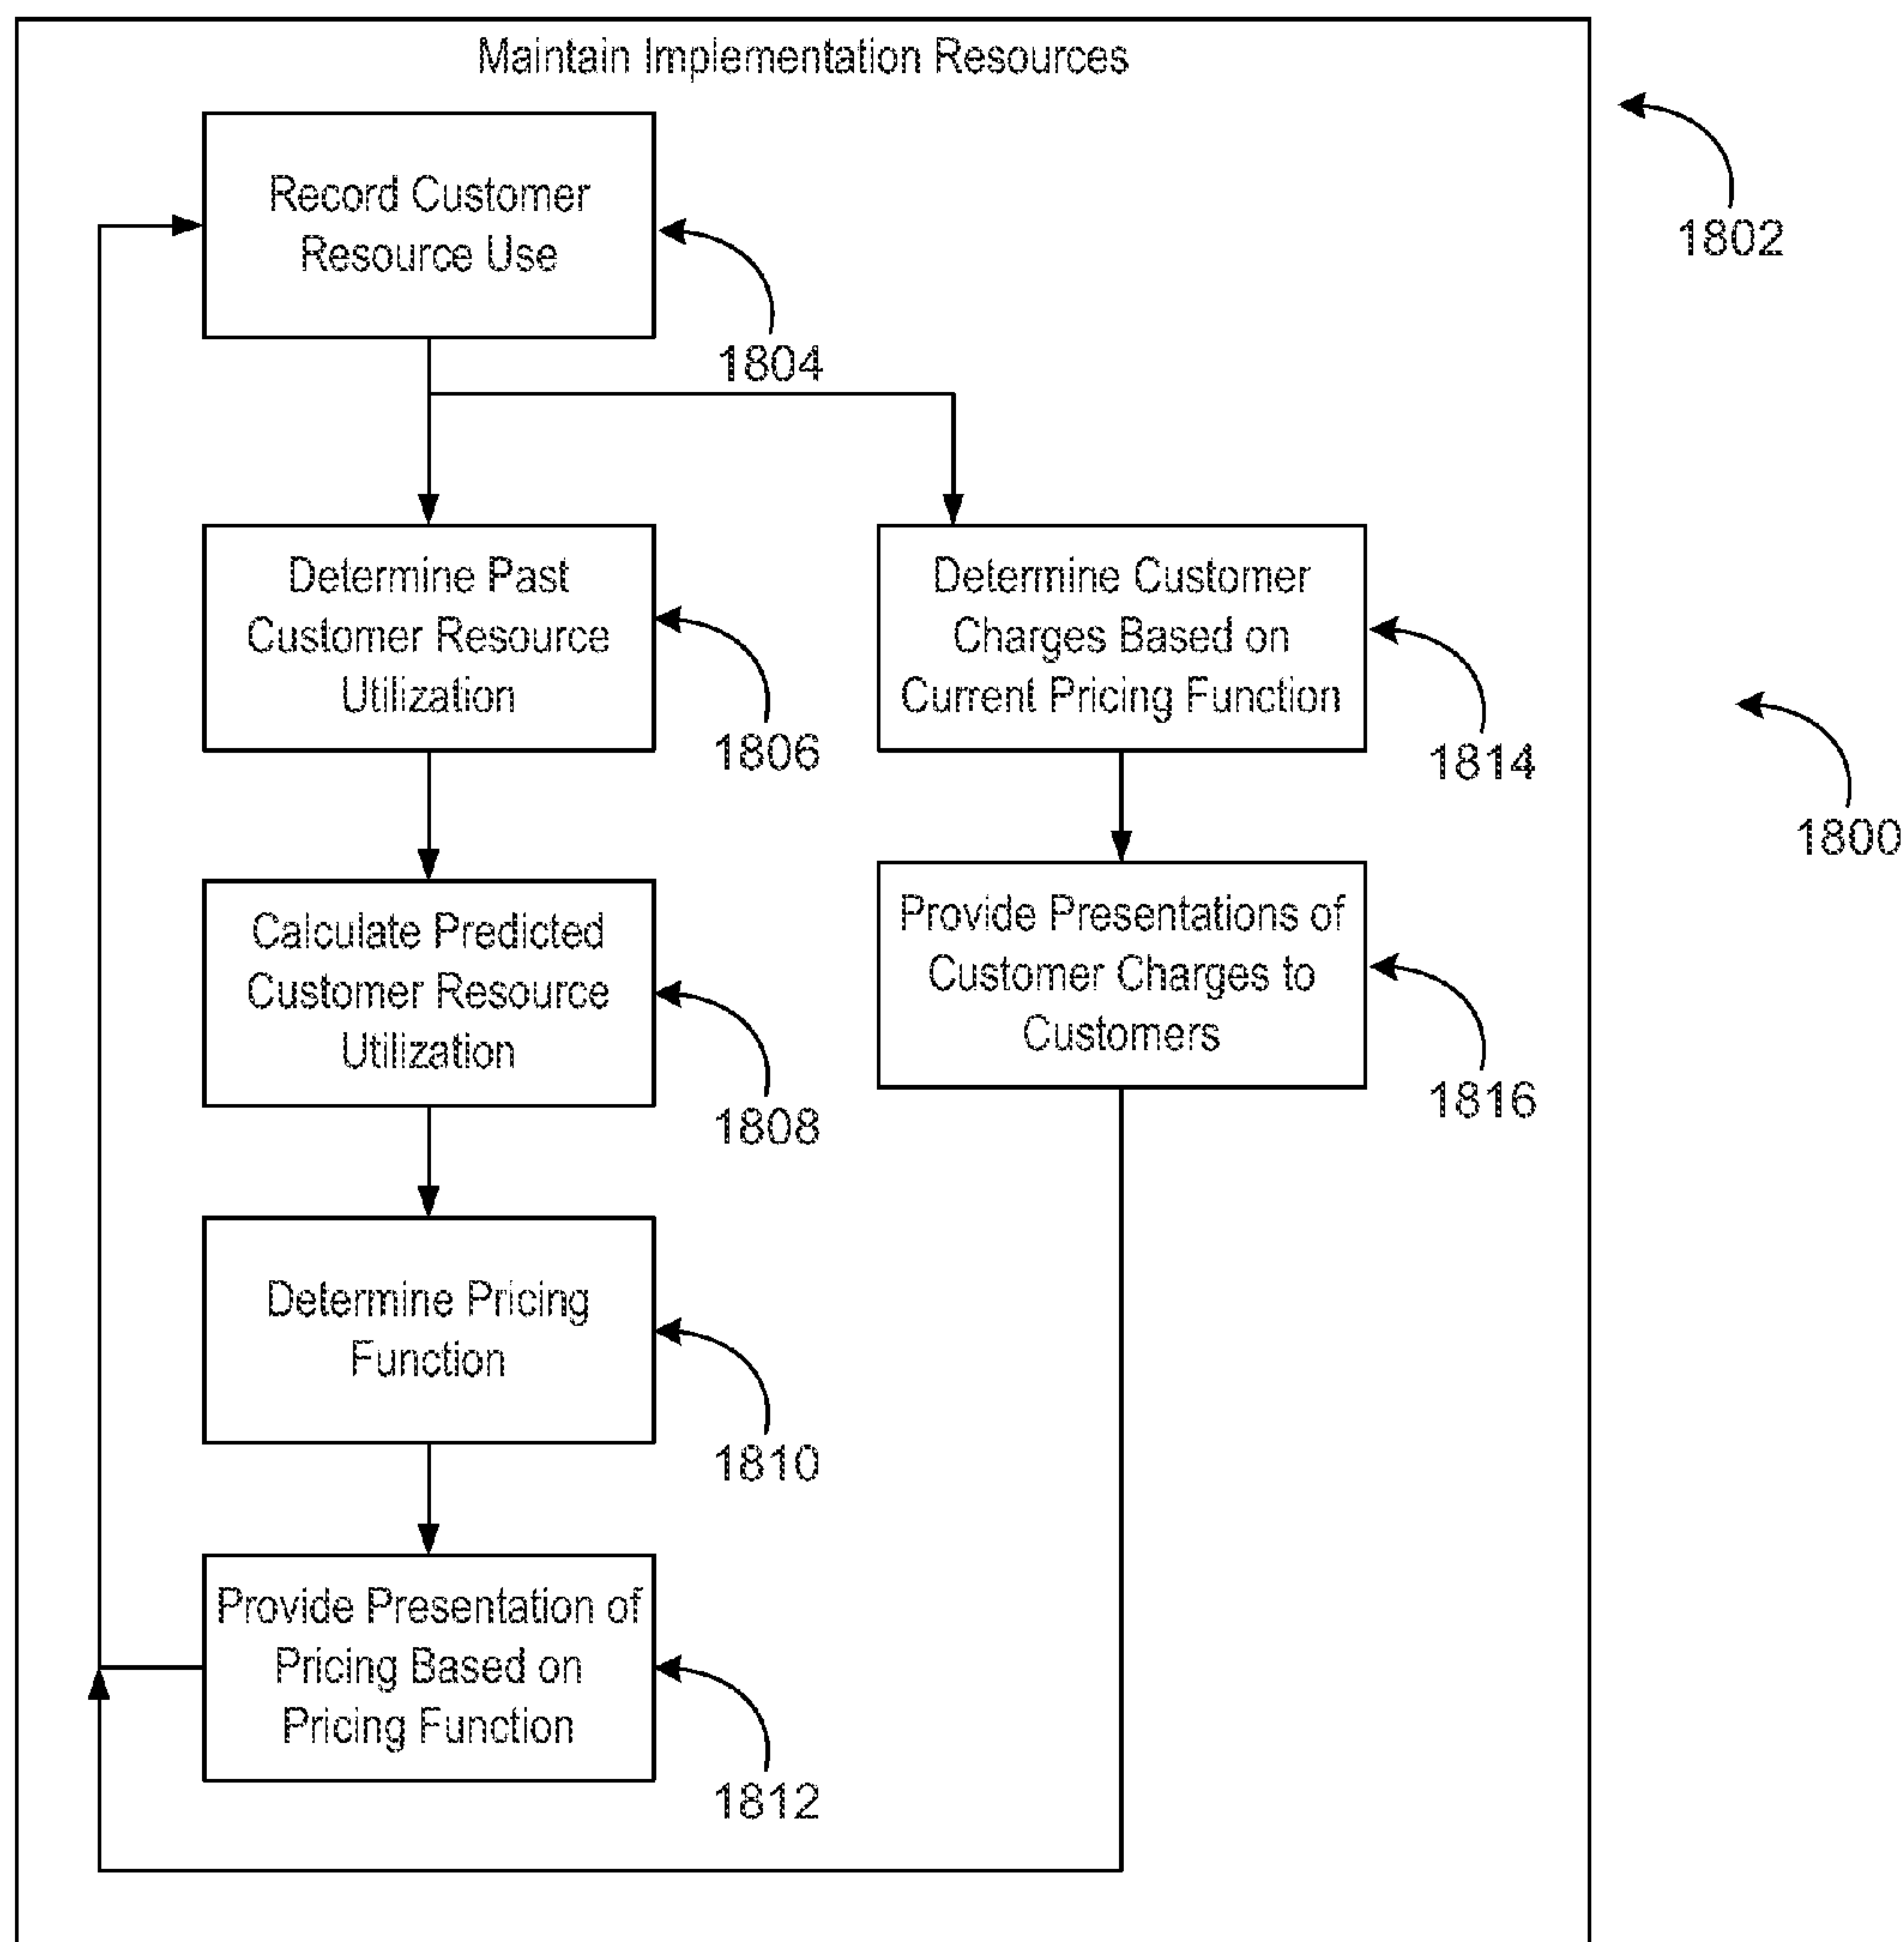 Maintain Implementation Resources
1802
Record Customer
Resource Use
1804
Determine Past
Customer Resource
Utilization
1806
Determine Customer
Charges Based on
Current Pricing Function
1814
1800
Calculate Predicted
Customer Resource
Utilization
1808
Provide Presentations of
Customer Charges to
Customers
1816
Determine Pricing
Function
1810
Provide Presentation of
Pricing Based on
Pricing Function
1812